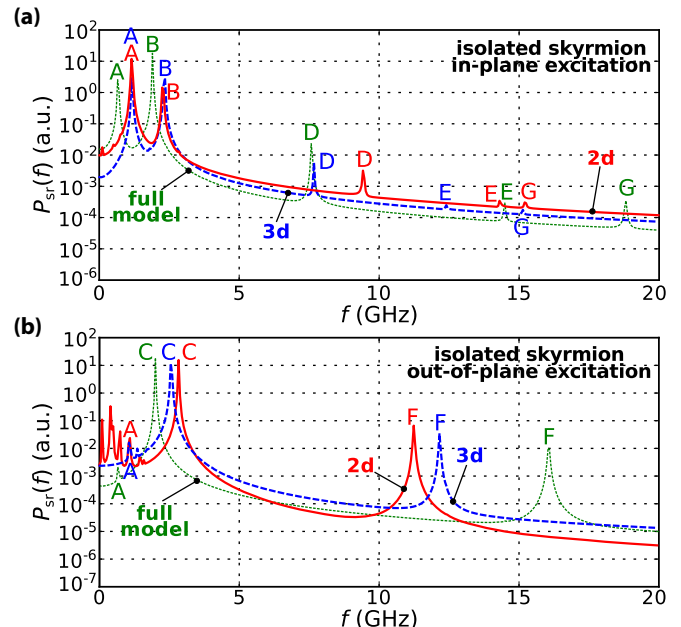 (a)
10^2
10^1
10^0
10^-1
10^-2
10^-3
10^-4
10^-5
10^-6
P_sr(f) (a.u.)
A
A
A
B
B
B
isolated skyrmion
in-plane excitation
D
D
D
2d
full
model
3d
E
E
E
G
G
G
0
5
10
15
20
f (GHz)
(b)
10^2
10^1
10^0
10^-1
10^-2
10^-3
10^-4
10^-5
10^-6
10^-7
P_sr(f) (a.u.)
C
C
C
isolated skyrmion
out-of-plane excitation
A
A
A
F
F
F
2d
3d
full
model
0
5
10
15
20
f (GHz)